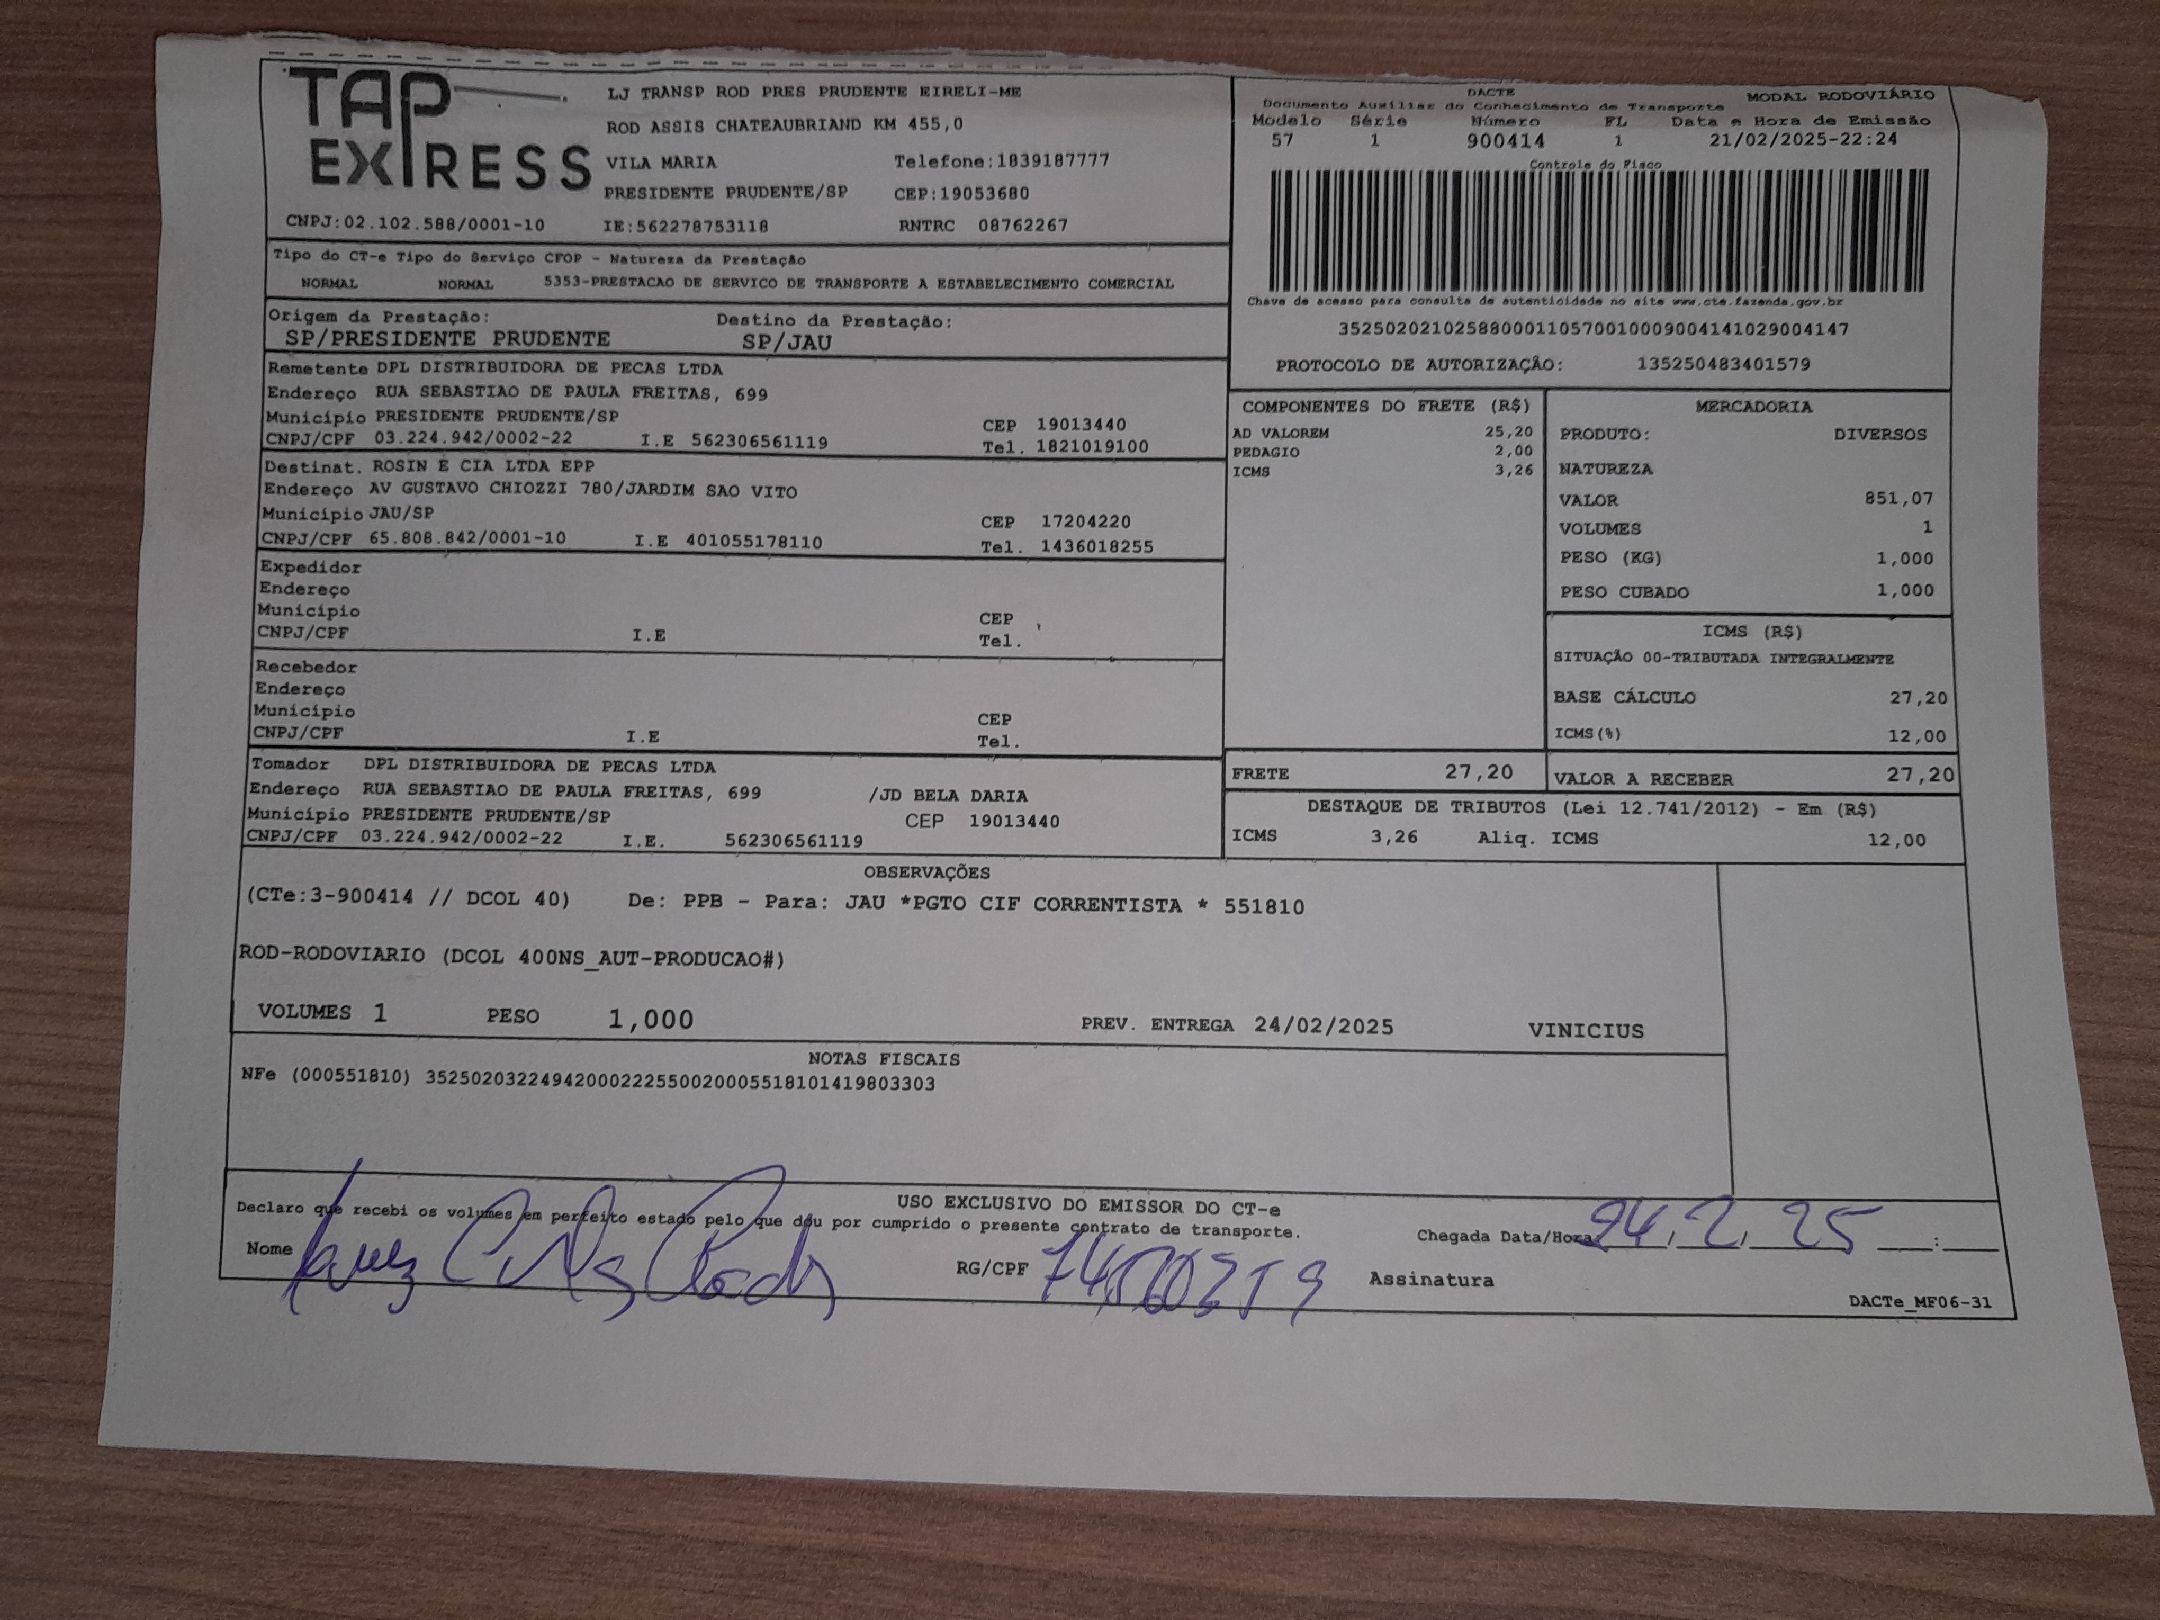 TAP EXPRESS
LJ TRANSP ROD PRES PRUDENTE EIRELI-ME
ROD ASSIS CHATEAUBRIAND KM 455,0
VILA MARIA Telefone:1839187777
PRESIDENTE PRUDENTE/SP CEP:19053680
CNPJ:02.102.588/0001-10 IE:562278753118 RNTRC 08762267
DACTE MODAL RODOVIÁRIO
Documento Auxiliar do Conhecimento de Transporte
Modelo Série Número FL Data e Hora de Emissão
57 1 900414 1 21/02/2025-22:24
Controle do Fisco
Chave de acesso para consulta de autenticidade no site www.cte.fazenda.gov.br
35250202102588000110570010009004141029004147
PROTOCOLO DE AUTORIZAÇÃO: 135250483401579
Tipo do CT-e Tipo do Serviço CFOP - Natureza da Prestação
NORMAL NORMAL 5353-PRESTACAO DE SERVICO DE TRANSPORTE A ESTABELECIMENTO COMERCIAL
Origem da Prestação: Destino da Prestação:
SP/PRESIDENTE PRUDENTE SP/JAU
Remetente DPL DISTRIBUIDORA DE PECAS LTDA
Endereço RUA SEBASTIAO DE PAULA FREITAS, 699
Município PRESIDENTE PRUDENTE/SP CEP 19013440
CNPJ/CPF 03.224.942/0002-22 I.E 562306561119 Tel. 1821019100
Destinat. ROSIN E CIA LTDA EPP
Endereço AV GUSTAVO CHIOZZI 780/JARDIM SAO VITO
Município JAU/SP CEP 17204220
CNPJ/CPF 65.808.842/0001-10 I.E 401055178110 Tel. 1436018255
Expedidor
Endereço
Município CEP
CNPJ/CPF I.E Tel.
Recebedor
Endereço
Município CEP
CNPJ/CPF I.E Tel.
Tomador DPL DISTRIBUIDORA DE PECAS LTDA
Endereço RUA SEBASTIAO DE PAULA FREITAS, 699 /JD BELA DARIA
Município PRESIDENTE PRUDENTE/SP CEP 19013440
CNPJ/CPF 03.224.942/0002-22 I.E. 562306561119
COMPONENTES DO FRETE (R$)
AD VALOREM 25,20
PEDAGIO 2,00
ICMS 3,26
MERCADORIA
PRODUTO: DIVERSOS
NATUREZA
VALOR 851,07
VOLUMES 1
PESO (KG) 1,000
PESO CUBADO 1,000
ICMS (R$)
SITUAÇÃO 00-TRIBUTADA INTEGRALMENTE
BASE CÁLCULO 27,20
ICMS(%) 12,00
FRETE 27,20 VALOR A RECEBER 27,20
DESTAQUE DE TRIBUTOS (Lei 12.741/2012) - Em (R$)
ICMS 3,26 Aliq. ICMS 12,00
OBSERVAÇÕES
(CTe:3-900414 // DCOL 40) De: PPB - Para: JAU *PGTO CIF CORRENTISTA * 551810
ROD-RODOVIARIO (DCOL 400NS_AUT-PRODUCAO#)
VOLUMES 1 PESO 1,000 PREV. ENTREGA 24/02/2025 VINICIUS
NOTAS FISCAIS
NFe (000551810) 35250203224942000222550020005518101419803303
USO EXCLUSIVO DO EMISSOR DO CT-e
Declaro que recebi os volumes em perfeito estado pelo que dou por cumprido o presente contrato de transporte.
Chegada Data/Hora 24.2.25 :
Nome RG/CPF Assinatura
DACTe_MF06-31